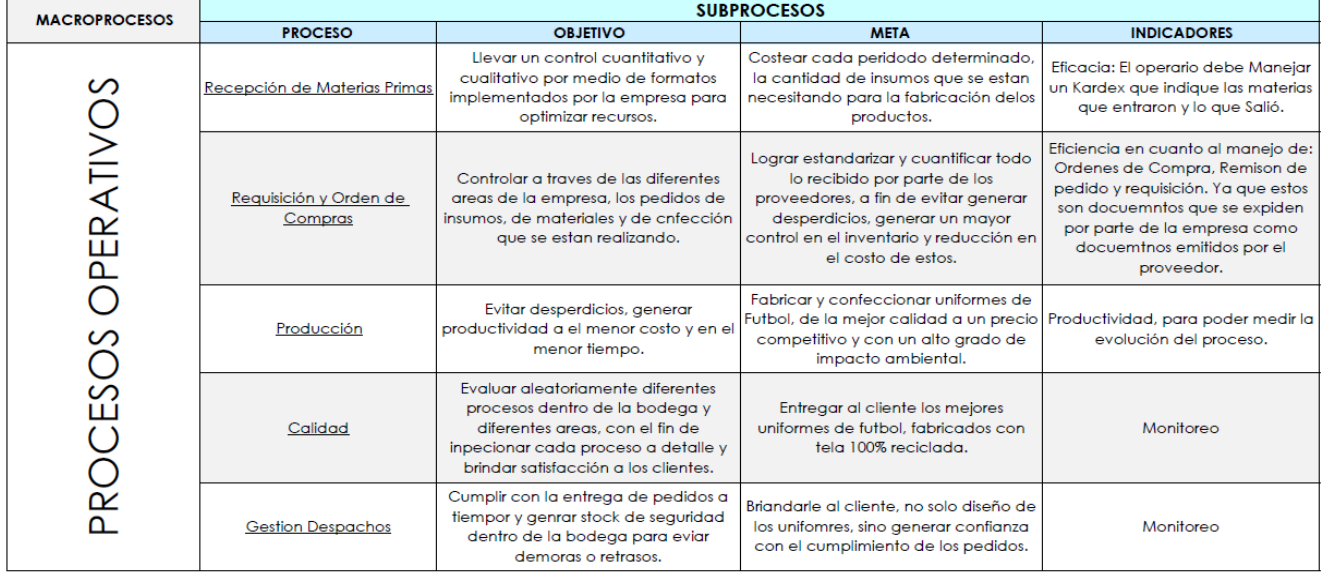 MACROPROCESOS
SUBPROCESOS
PROCESO
OBJETIVO
META
INDICADORES
PROCESOS OPERATIVOS
Recepción de Materias Primas
Llevar un control cuantitativo y
cualitativo por medio de formatos
implementados por la empresa para
optimizar recursos.
Costear cada peridodo determinado,
la cantidad de insumos que se estan
necesitando para la fabricación delos
productos.
Eficacia: El operario debe Manejar
un Kardex que indique las materias
que entraron y lo que Salió.
Requisición y Orden de
Compras
Controlar a traves de las diferentes
areas de la empresa, los pedidos de
insumos, de materiales y de cnfección
que se estan realizando.
Lograr estandarizar y cuantificar todo
lo recibido por parte de los
proveedores, a fin de evitar generar
desperdicios, generar un mayor
control en el inventario y reducción en
el costo de estos.
Eficiencia en cuanto al manejo de:
Ordenes de Compra, Remison de
pedido y requisición. Ya que estos
son docuemntos que se expiden
por parte de la empresa como
docuemtnos emitidos por el
proveedor.
Producción
Evitar desperdicios, generar
productividad a el menor costo y en el
menor tiempo.
Fabricar y confeccionar uniformes de
Futbol, de la mejor calidad a un precio
competitivo y con un alto grado de
impacto ambiental.
Productividad, para poder medir la
evolución del proceso.
Calidad
Evaluar aleatoriamente diferentes
procesos dentro de la bodega y
diferentes areas, con el fin de
inpecionar cada proceso a detalle y
brindar satisfacción a los clientes.
Entregar al cliente los mejores
uniformes de futbol, fabricados con
tela 100% reciclada.
Monitoreo
Gestion Despachos
Cumplir con la entrega de pedidos a
tiempor y genrar stock de seguridad
dentro de la bodega para eviar
demoras o retrasos.
Briandarle al cliente, no solo diseño de
los unifomres, sino generar confianza
con el cumplimiento de los pedidos.
Monitoreo